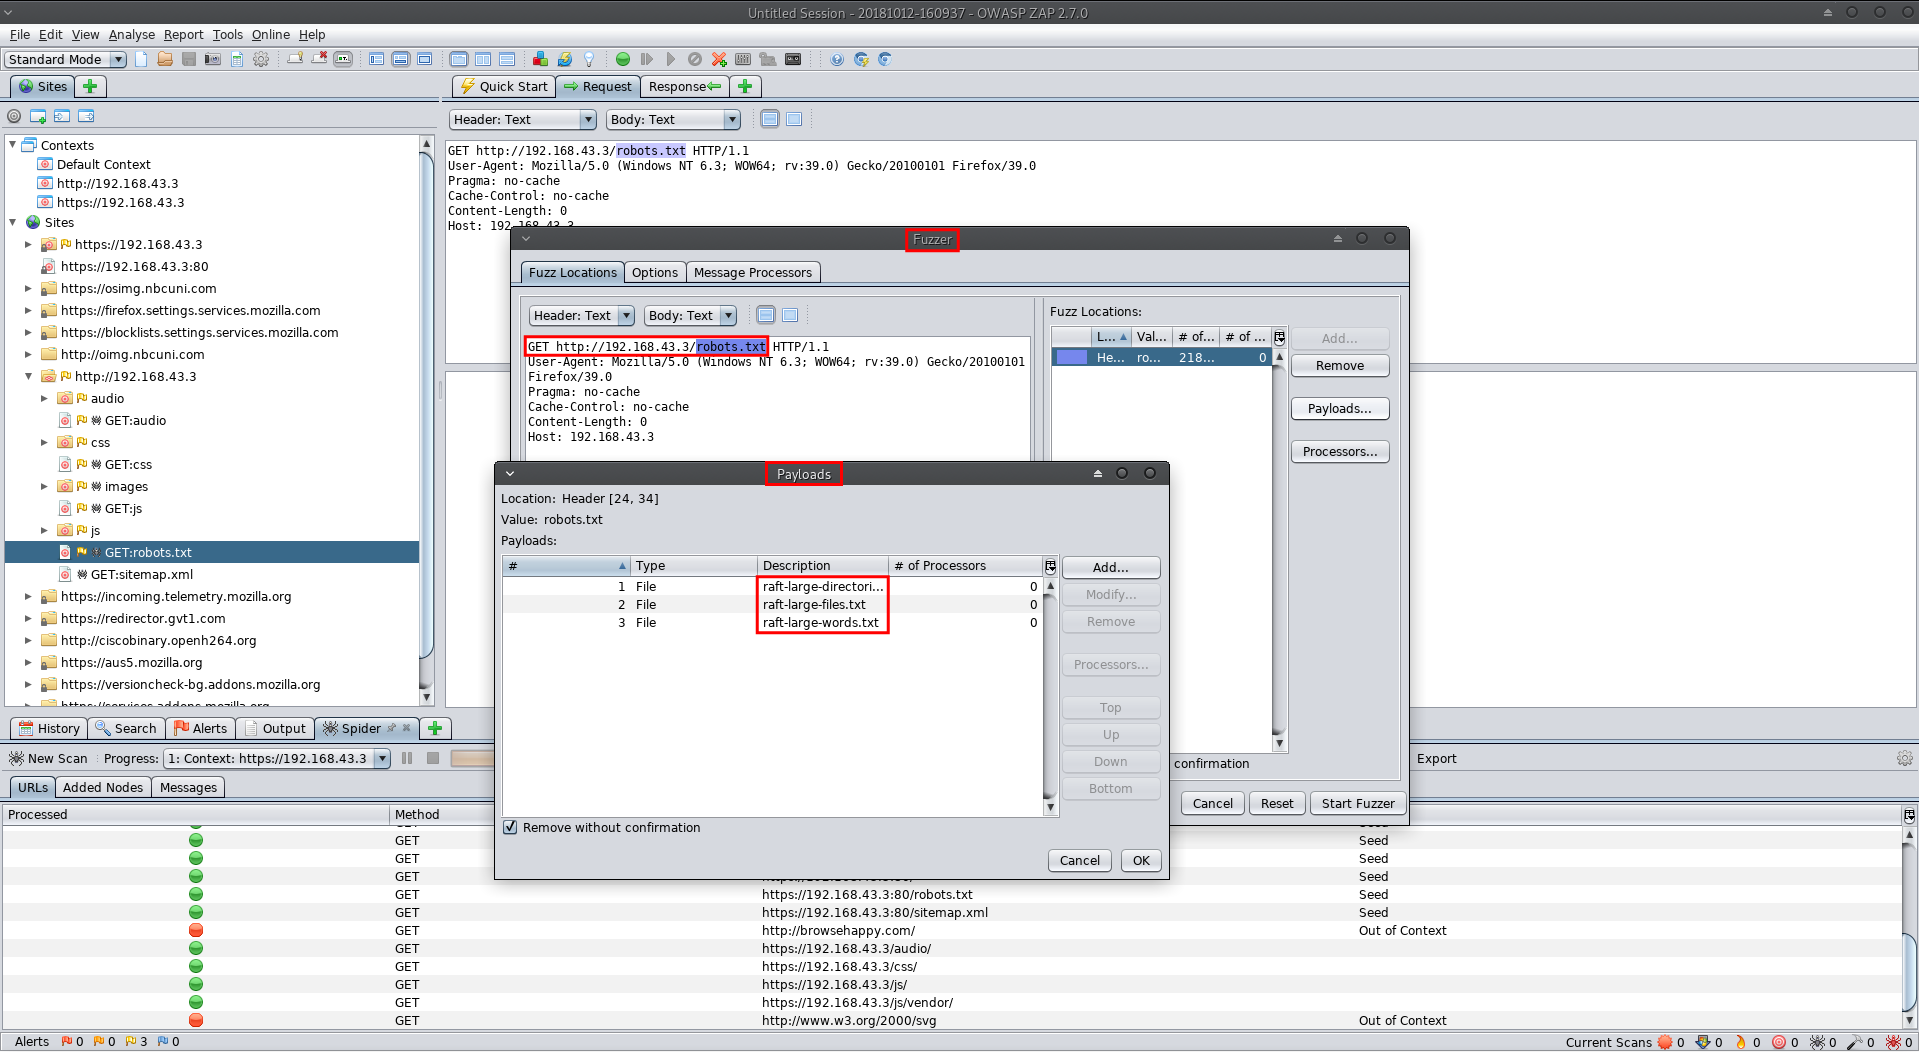 Untitled Session - 20181012-160937 - OWASP ZAP 2.7.0
File Edit View Analyse Report Tools Online Help
Standard Mode
Sites
Quick Start Request Response
Header: Text Body: Text
Contexts
Default Context
http://192.168.43.3
https://192.168.43.3
Sites
https://192.168.43.3
https://192.168.43.3:80
https://osimg.nbcuni.com
https://firefox.settings.services.mozilla.com
https://blocklists.settings.services.mozilla.com
http://oimg.nbcuni.com
http://192.168.43.3
audio
GET:audio
css
GET:css
images
GET:js
js
GET:robots.txt
GET:sitemap.xml
https://incoming.telemetry.mozilla.org
https://redirector.gvt1.com
http://ciscobinary.openh264.org
https://aus5.mozilla.org
https://versioncheck-bg.addons.mozilla.org
https://services.addons.mozilla.org
GET http://192.168.43.3/robots.txt HTTP/1.1
User-Agent: Mozilla/5.0 (Windows NT 6.3; WOW64; rv:39.0) Gecko/20100101 Firefox/39.0
Pragma: no-cache
Cache-Control: no-cache
Content-Length: 0
Host: 192.168.43.3
Fuzzer
Fuzz Locations Options Message Processors
Header: Text Body: Text
GET http://192.168.43.3/robots.txt HTTP/1.1
User-Agent: Mozilla/5.0 (Windows NT 6.3; WOW64; rv:39.0) Gecko/20100101
Firefox/39.0
Pragma: no-cache
Cache-Control: no-cache
Content-Length: 0
Host: 192.168.43.3
Fuzz Locations:
L... Val... # of... # of ...
He... ro... 218... 0
Add...
Remove
Payloads...
Processors...
confirmation
Cancel Reset Start Fuzzer
Payloads
Location: Header [24, 34]
Value: robots.txt
Payloads:
# Type Description # of Processors
1 File raft-large-directori... 0
2 File raft-large-files.txt 0
3 File raft-large-words.txt 0
Add...
Modify...
Remove
Processors...
Top
Up
Down
Bottom
Remove without confirmation
Cancel OK
History Search Alerts Output Spider
New Scan Progress: 1: Context: https://192.168.43.3 Export
URLs Added Nodes Messages
Processed Method
GET Seed
GET Seed
GET Seed
GET https://192.168.43.3:80/robots.txt Seed
GET https://192.168.43.3:80/sitemap.xml Seed
GET http://browsehappy.com/ Out of Context
GET https://192.168.43.3/audio/
GET https://192.168.43.3/css/
GET https://192.168.43.3/js/
GET https://192.168.43.3/js/vendor/
GET http://www.w3.org/2000/svg Out of Context
Alerts 0 0 3 0 Current Scans 0 0 0 0 0 0 0